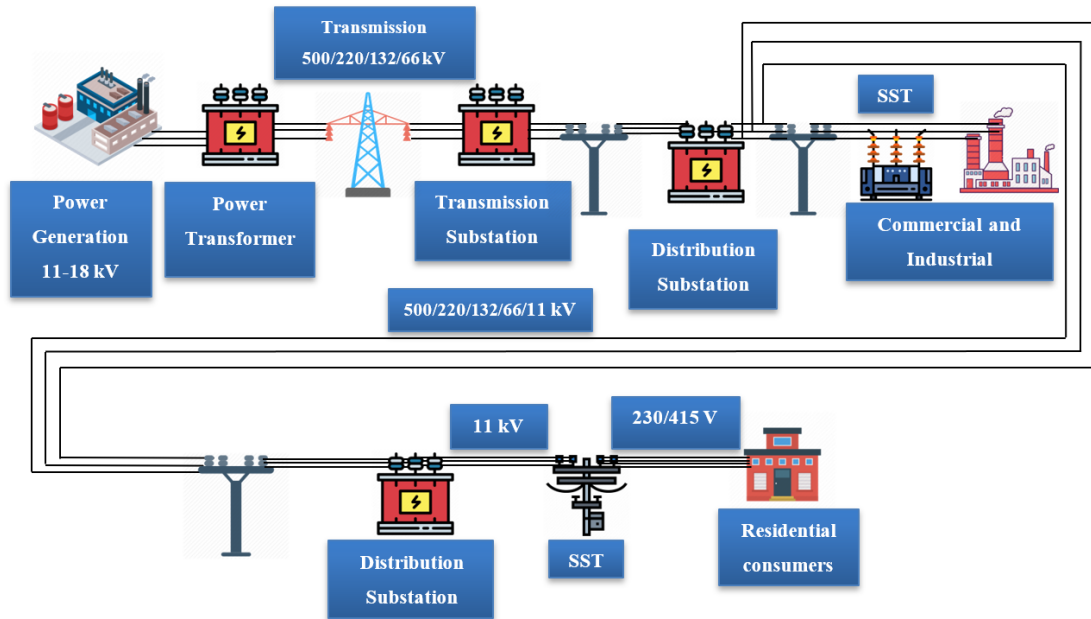 Transmission
500/220/132/66 kV
SST
Power
Generation
11-18 kV
Power
Transformer
Transmission
Substation
Distribution
Substation
Commercial and
Industrial
500/220/132/66/11 kV
11 kV
230/415 V
Distribution
Substation
SST
Residential
consumers